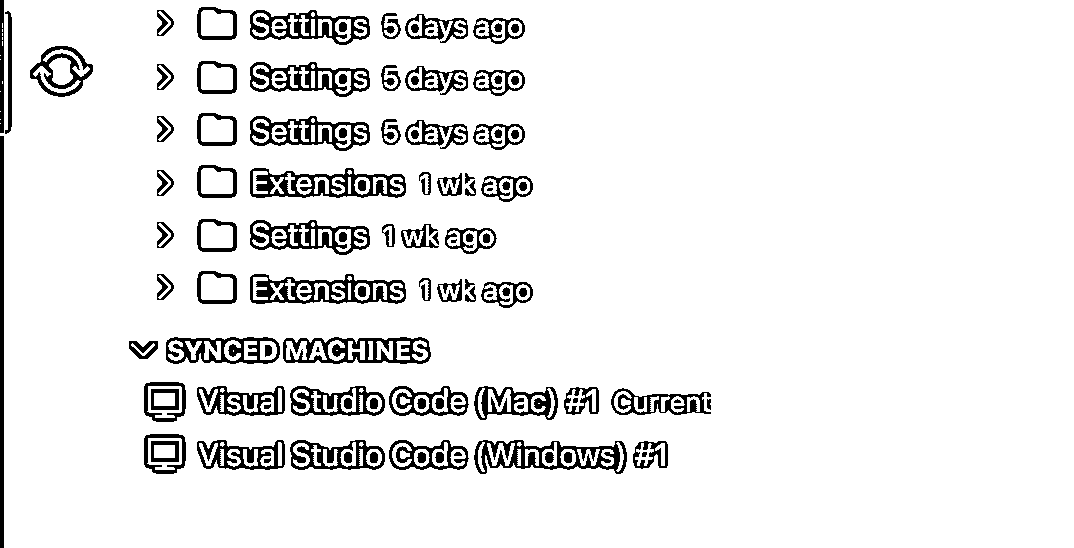 Settings 5 days ago
Settings 5 days ago
Settings 5 days ago
Extensions 1 wk ago
Settings 1 wk ago
Extensions 1 wk ago
SYNCED MACHINES
Visual Studio Code (Mac) #1 Current
Visual Studio Code (Windows) #1